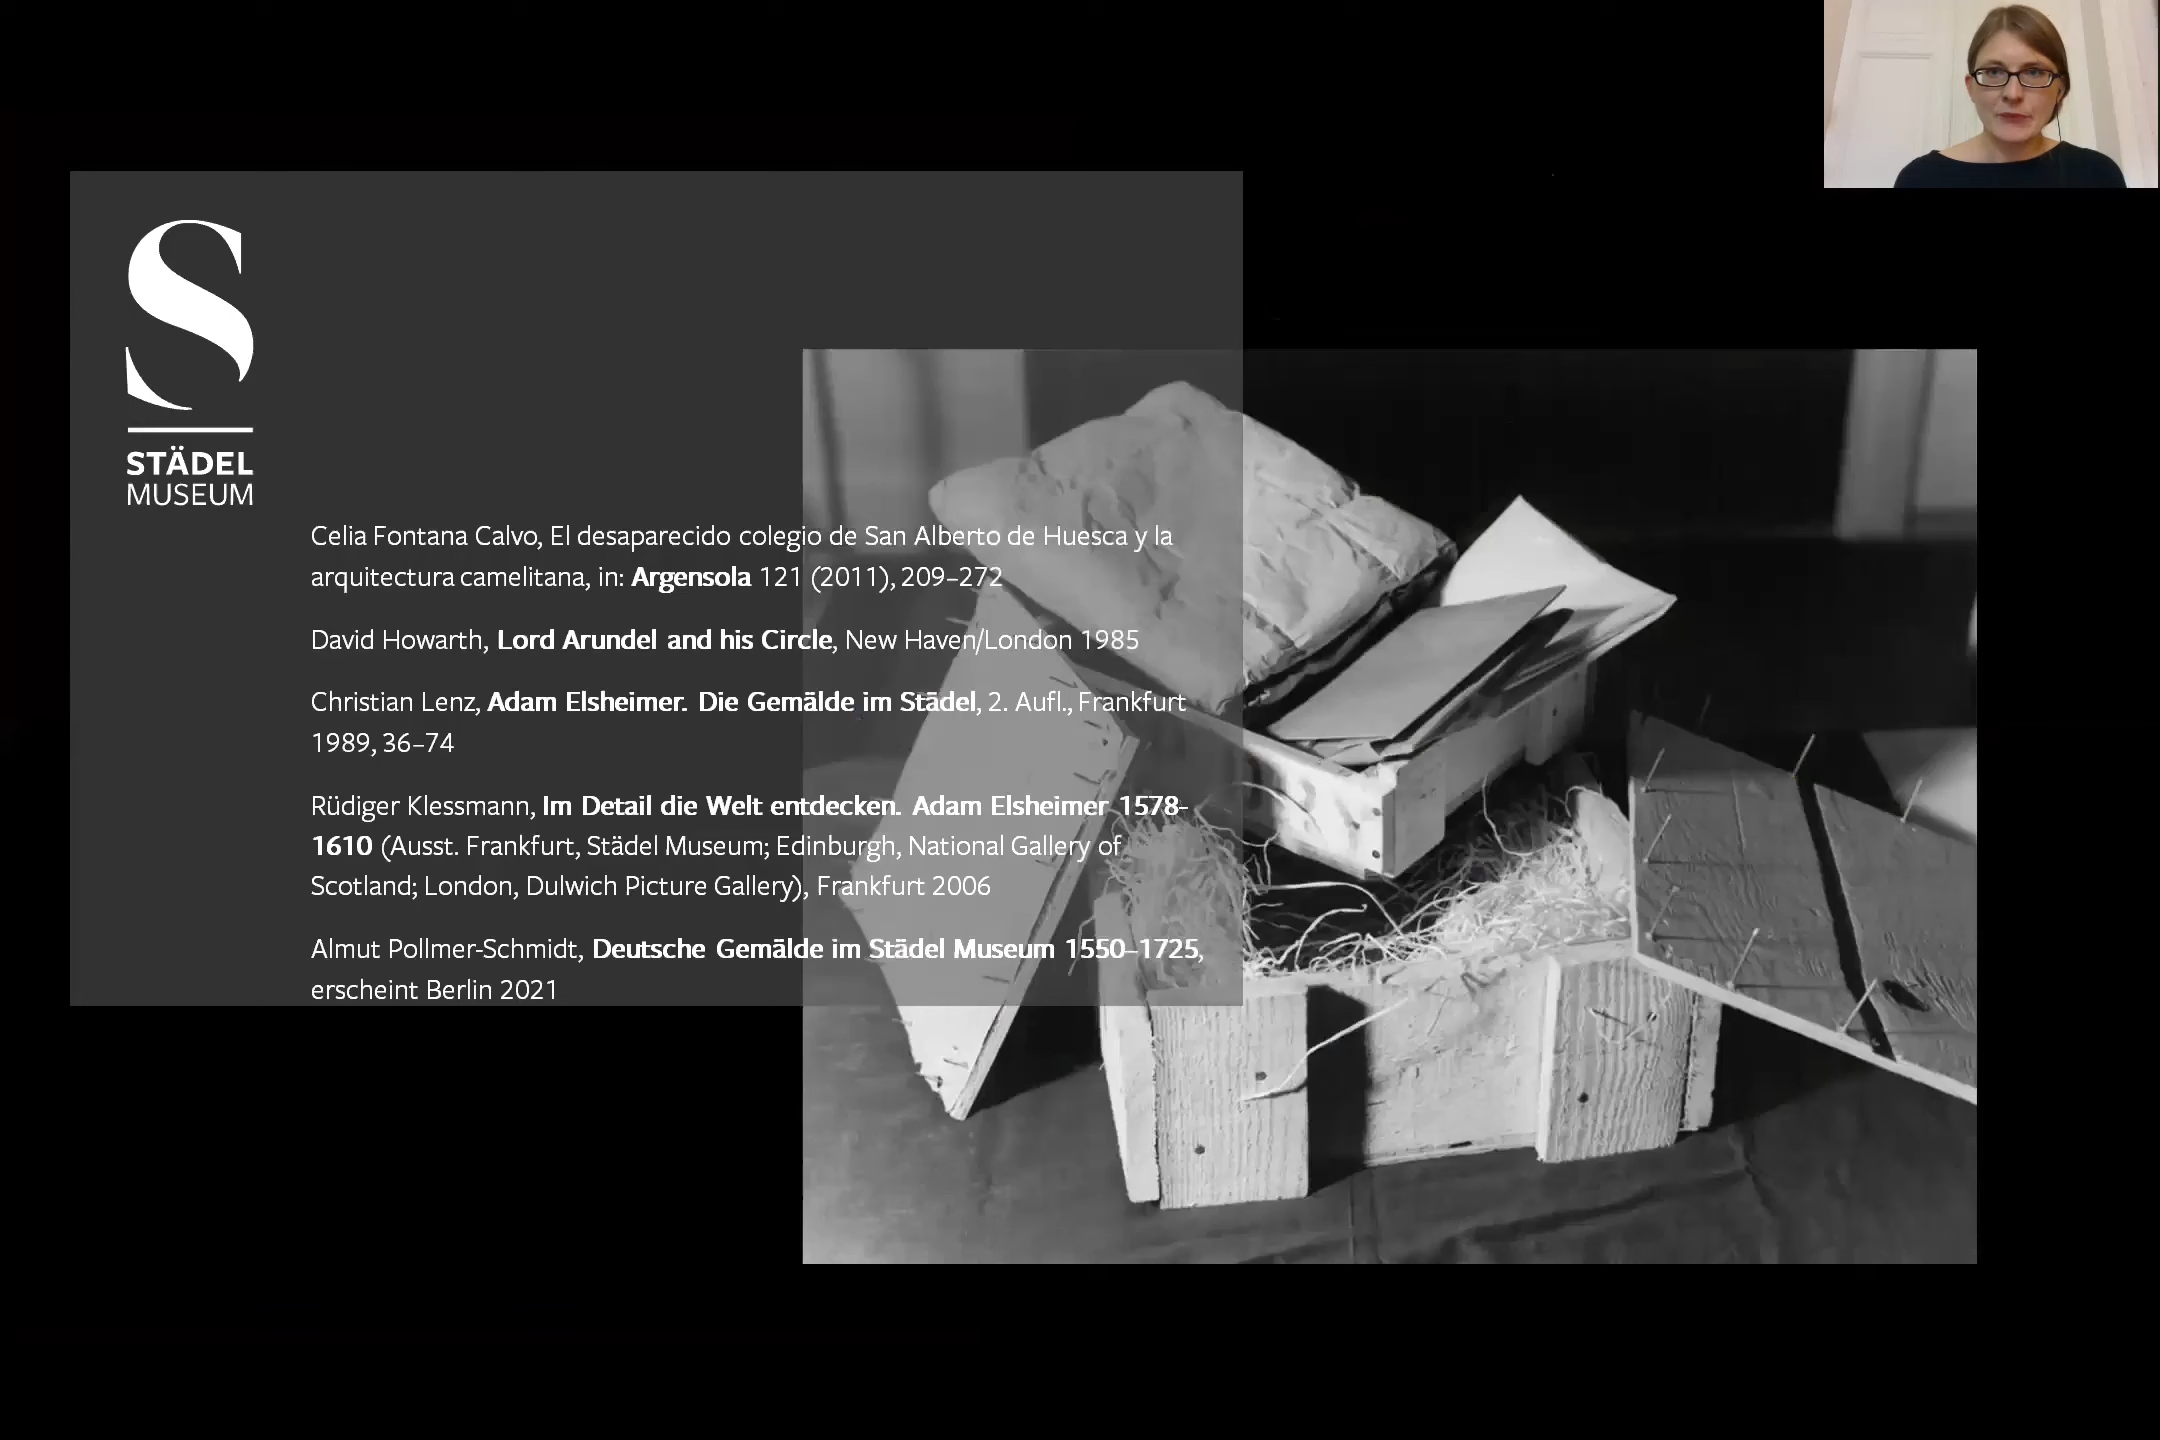 S
STÄDEL
MUSEUM
Celia Fontana Calvo, El desaparecido colegio de San Alberto de Huesca y la
arquitectura camelitana, in: Argensola 121 (2011), 209–272
David Howarth, Lord Arundel and his Circle, New Haven/London 1985
Christian Lenz, Adam Elsheimer. Die Gemälde im Städel, 2. Aufl., Frankfurt
1989, 36–74
Rüdiger Klessmann, Im Detail die Welt entdecken. Adam Elsheimer 1578-
1610 (Ausst. Frankfurt, Städel Museum; Edinburgh, National Gallery of
Scotland; London, Dulwich Picture Gallery), Frankfurt 2006
Almut Pollmer-Schmidt, Deutsche Gemälde im Städel Museum 1550–1725,
erscheint Berlin 2021